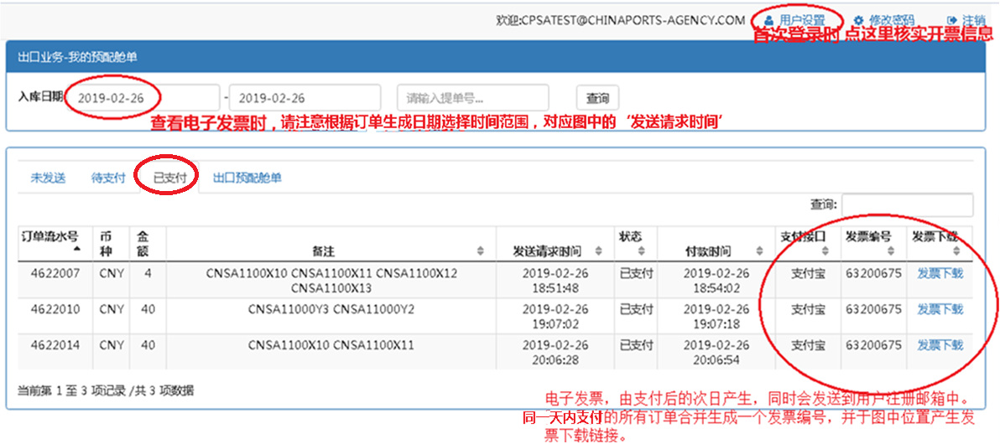 欢迎:CPSATEST@CHINAPORTS-AGENCY.COM 用户设置 修改密码 注销
首次登录时 点这里核实开票信息
出口业务-我的预配舱单
入库日期 2019-02-26 - 2019-02-26 请输入提单号... 查询
查看电子发票时，请注意根据订单生成日期选择时间范围，对应图中的‘发送请求时间’
未发送 待支付 已支付 出口预配舱单
查询:
订单流水号 币种 金额 备注 发送请求时间 状态 付款时间 支付接口 发票编号 发票下载
4622007 CNY 4 CNSA1100X10 CNSA1100X11 CNSA1100X12 2019-02-26 已支付 2019-02-26 支付宝 63200675 发票下载
CNSA1100X13 18:51:48 18:54:02
4622010 CNY 40 CNSA11000Y3 CNSA11000Y2 2019-02-26 已支付 2019-02-26 支付宝 63200675 发票下载
19:07:02 19:07:18
4622014 CNY 40 CNSA1100X10 CNSA1100X11 2019-02-26 已支付 2019-02-26 支付宝 63200675 发票下载
20:06:28 20:06:54
当前第 1 至 3 项记录 /共 3 项数据
电子发票，由支付后的次日产生，同时会发送到用户注册邮箱中。
同一天内支付的所有订单合并生成一个发票编号，并于图中位置产生发
票下载链接。